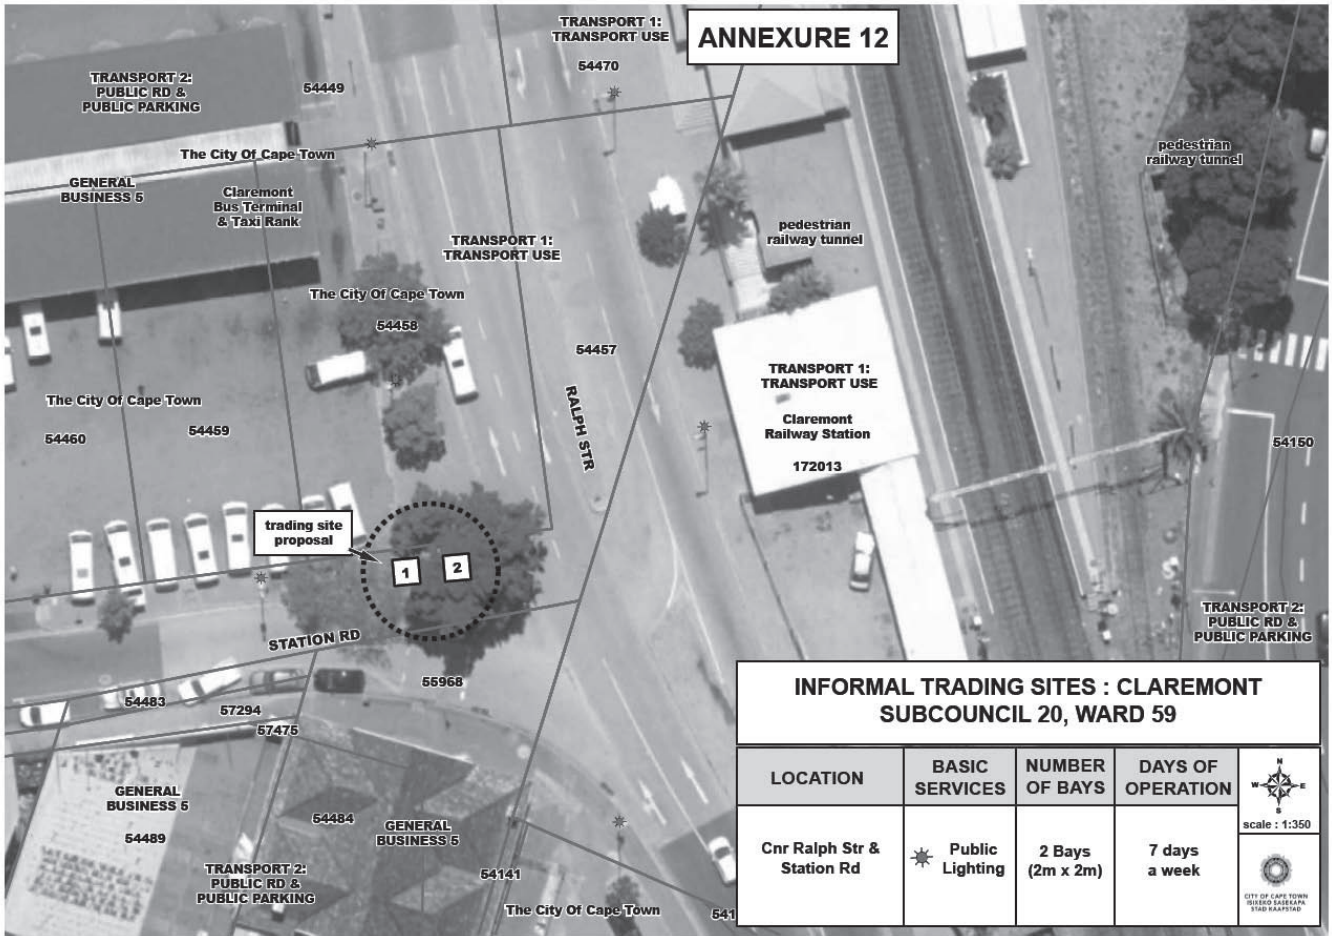 ANNEXURE 12
TRANSPORT 1:
TRANSPORT USE
54470
TRANSPORT 2:
PUBLIC RD &
PUBLIC PARKING
54449
The City Of Cape Town
GENERAL
BUSINESS 5
Claremont
Bus Terminal
& Taxi Rank
TRANSPORT 1:
TRANSPORT USE
pedestrian
railway tunnel
pedestrian
railway tunnel
The City Of Cape Town
54458
54457
RALPH STR
TRANSPORT 1:
TRANSPORT USE
Claremont
Railway Station
172013
The City Of Cape Town
54460
54459
54150
trading site
proposal
1
2
STATION RD
TRANSPORT 2:
PUBLIC RD &
PUBLIC PARKING
55968
54483
57294
57475
GENERAL
BUSINESS 5
54489
54484
GENERAL
BUSINESS 5
TRANSPORT 2:
PUBLIC RD &
PUBLIC PARKING
54141
The City Of Cape Town
541
INFORMAL TRADING SITES : CLAREMONT
SUBCOUNCIL 20, WARD 59
LOCATION
BASIC
SERVICES
NUMBER
OF BAYS
DAYS OF
OPERATION
Cnr Ralph Str &
Station Rd
Public
Lighting
2 Bays
(2m x 2m)
7 days
a week
N
W E
S
scale : 1:350
CITY OF CAPE TOWN
ISIXEKO SASEKAPA
STAD KAAPSTAD